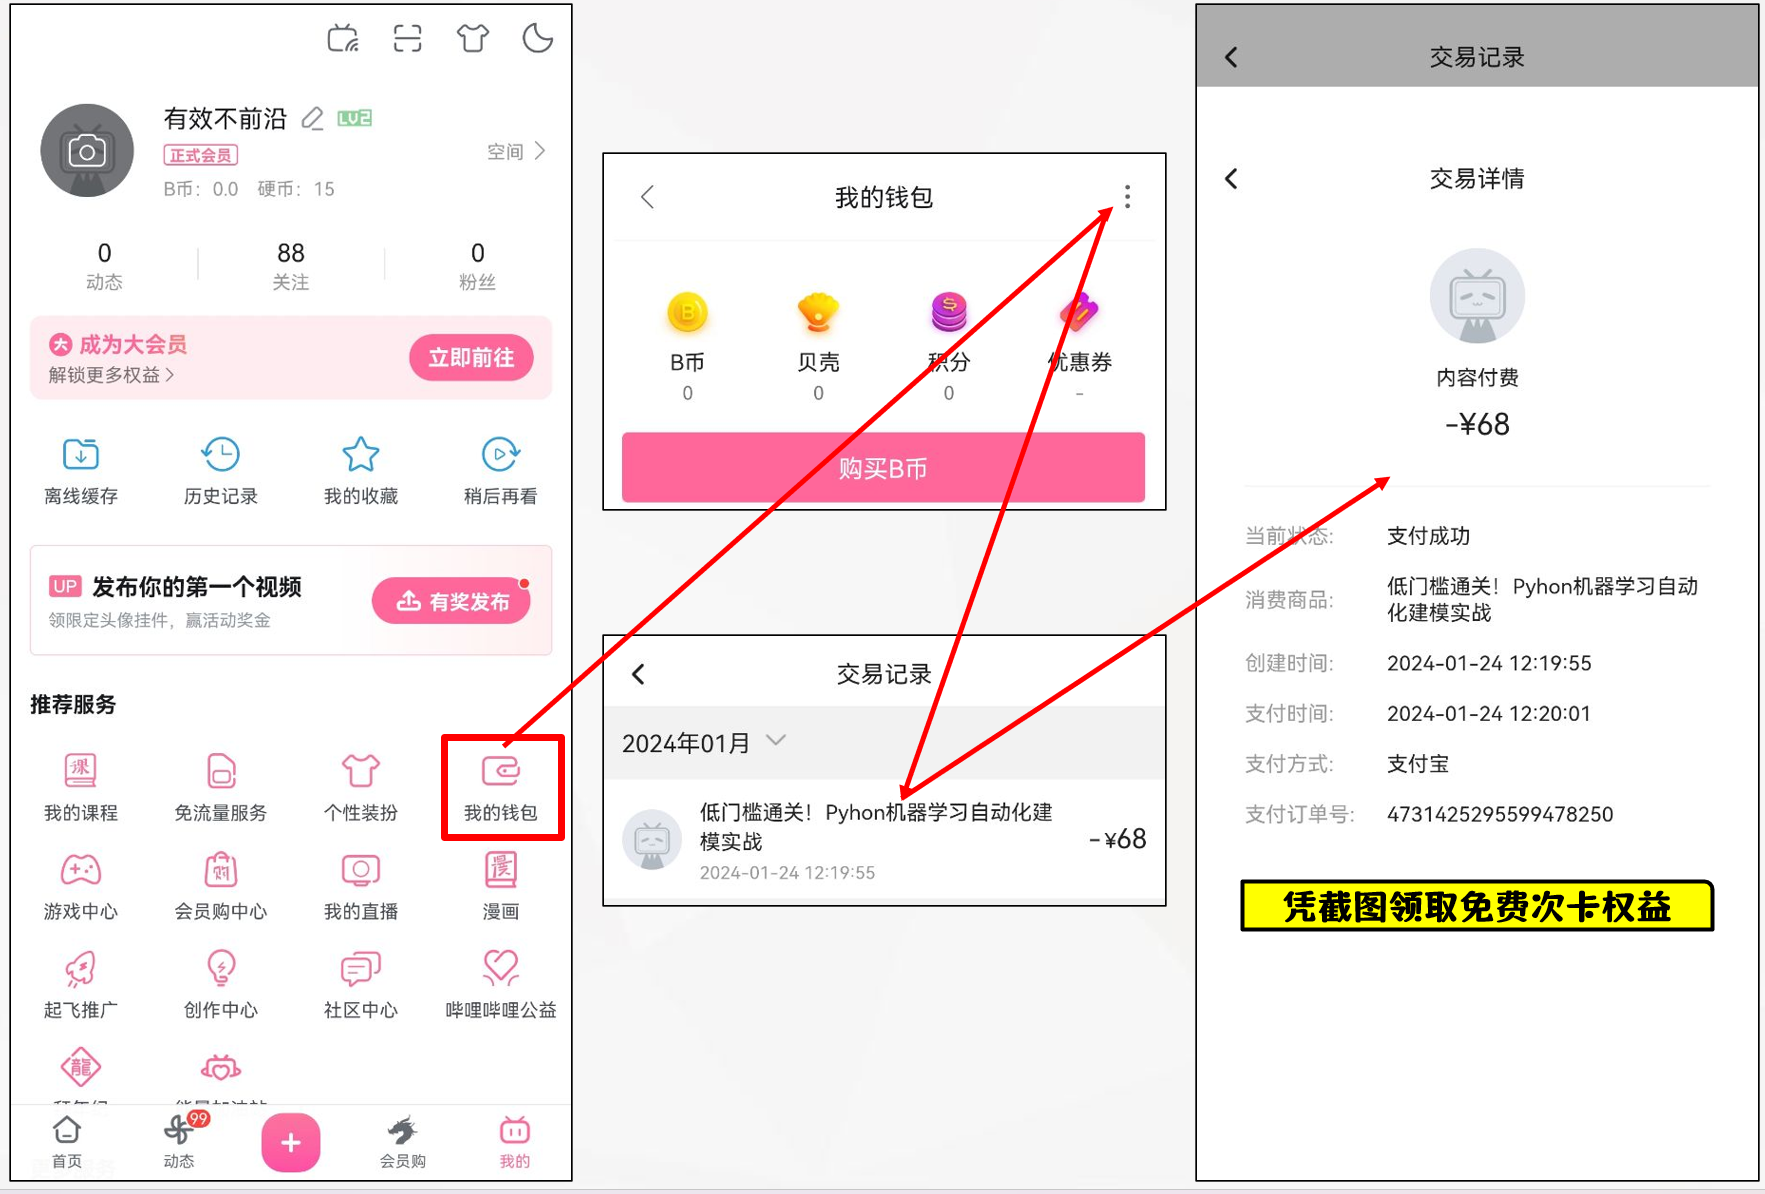 有效不前沿 LV2
正式会员
空间
B币：0.0 硬币：15
0 88 0
动态 关注 粉丝
大 成为大会员
解锁更多权益
立即前往
离线缓存 历史记录 我的收藏 稍后再看
UP 发布你的第一个视频
领限定头像挂件，赢活动奖金
有奖发布
推荐服务
课 我的课程 免流量服务 个性装扮 我的钱包
游戏中心 购 会员购中心 我的直播 漫 漫画
起飞推广 创作中心 社区中心 哔哩哔哩公益
龍
首页 动态 99 + 会员购 我的
我的钱包
B币 贝壳 积分 优惠券
0 0 0 -
购买B币
交易记录
2024年01月
低门槛通关！Pyhon机器学习自动化建
模实战
-¥68
2024-01-24 12:19:55
交易记录
交易详情
内容付费
-¥68
当前状态: 支付成功
消费商品: 低门槛通关！Pyhon机器学习自动
化建模实战
创建时间: 2024-01-24 12:19:55
支付时间: 2024-01-24 12:20:01
支付方式: 支付宝
支付订单号: 4731425295599478250
凭截图领取免费次卡权益